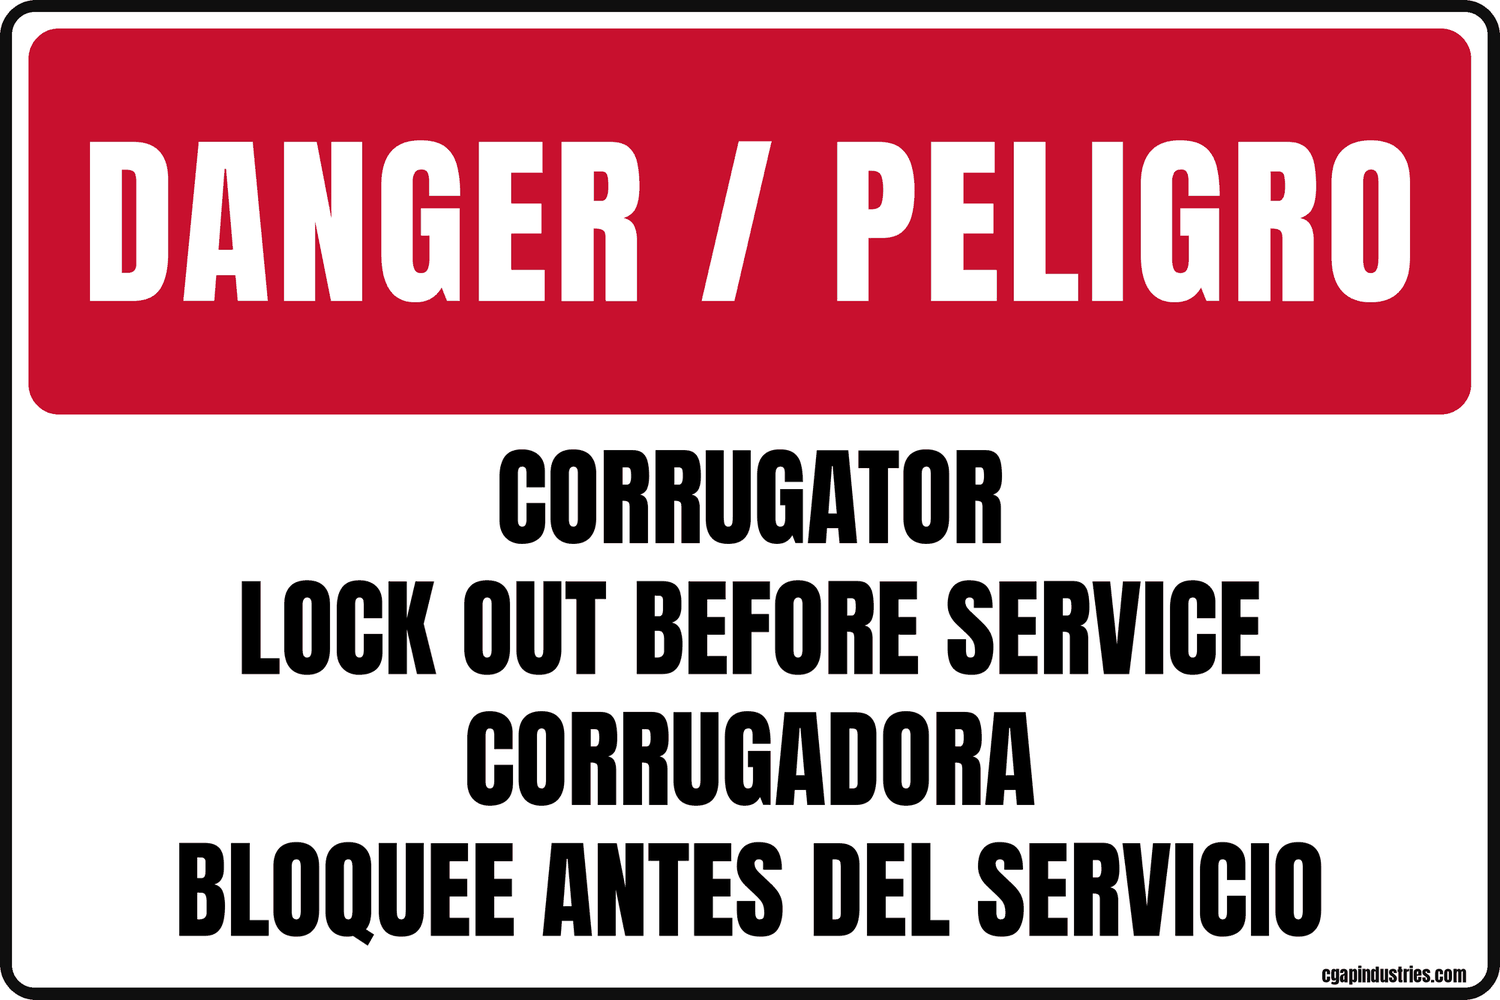 DANGER / PELIGRO
CORRUGATOR
LOCK OUT BEFORE SERVICE
CORRUGADORA
BLOQUEE ANTES DEL SERVICIO
cgapindustries.com